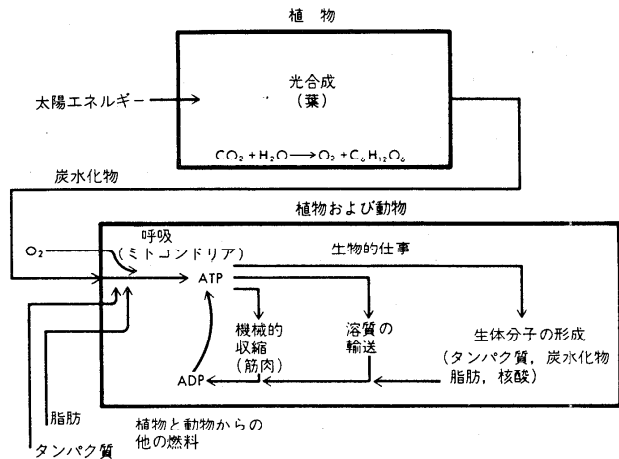 植物
光合成
(葉)
太陽エネルギー
CO₂+H₂O→O₂+C₆H₁₂O₆
炭水化物
植物および動物
O₂
呼吸
(ミトコンドリア)
生物的仕事
ATP
機械的
収縮
(筋肉)
溶質の
輸送
生体分子の形成
(タンパク質,炭水化物
脂肪,核酸)
ADP
脂肪
タンパク質
植物と動物からの
他の燃料